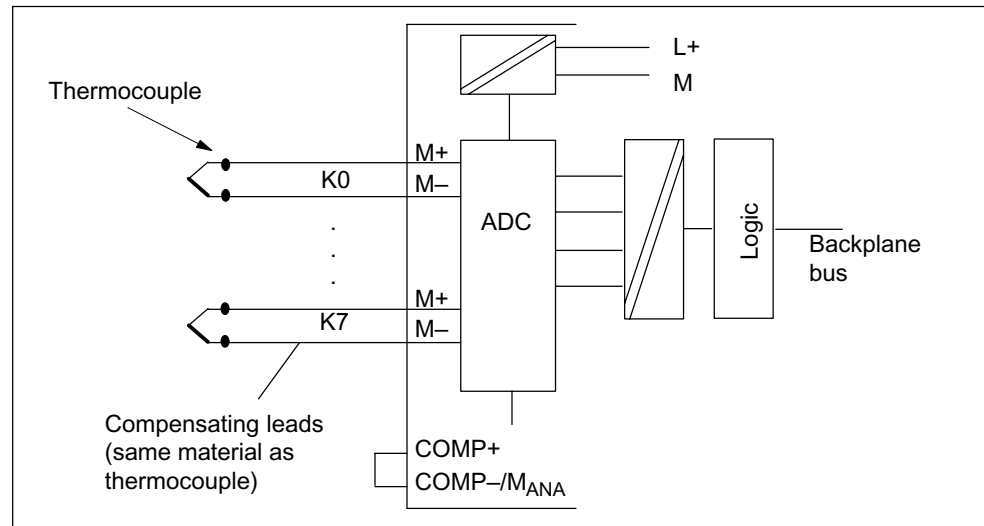 L+
M
Thermocouple
M+
K0
M–
ADC
Logic
Backplane
bus
M+
K7
M–
Compensating leads
(same material as
thermocouple)
COMP+
COMP–/MANA